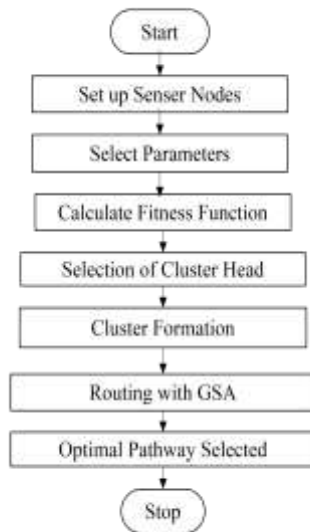 Start
Set up Senser Nodes
Select Parameters
Calculate Fitness Function
Selection of Cluster Head
Cluster Formation
Routing with GSA
Optimal Pathway Selected
Stop